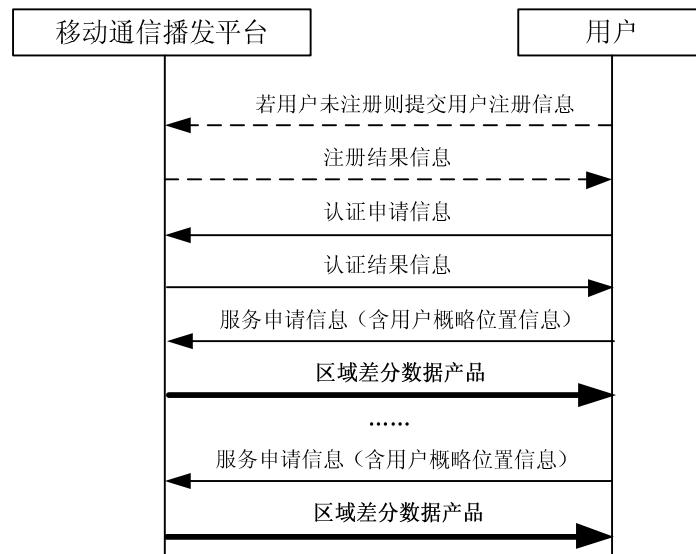 移动通信播发平台
用户
若用户未注册则提交用户注册信息
注册结果信息
认证申请信息
认证结果信息
服务申请信息（含用户概略位置信息）
区域差分数据产品
……
服务申请信息（含用户概略位置信息）
区域差分数据产品